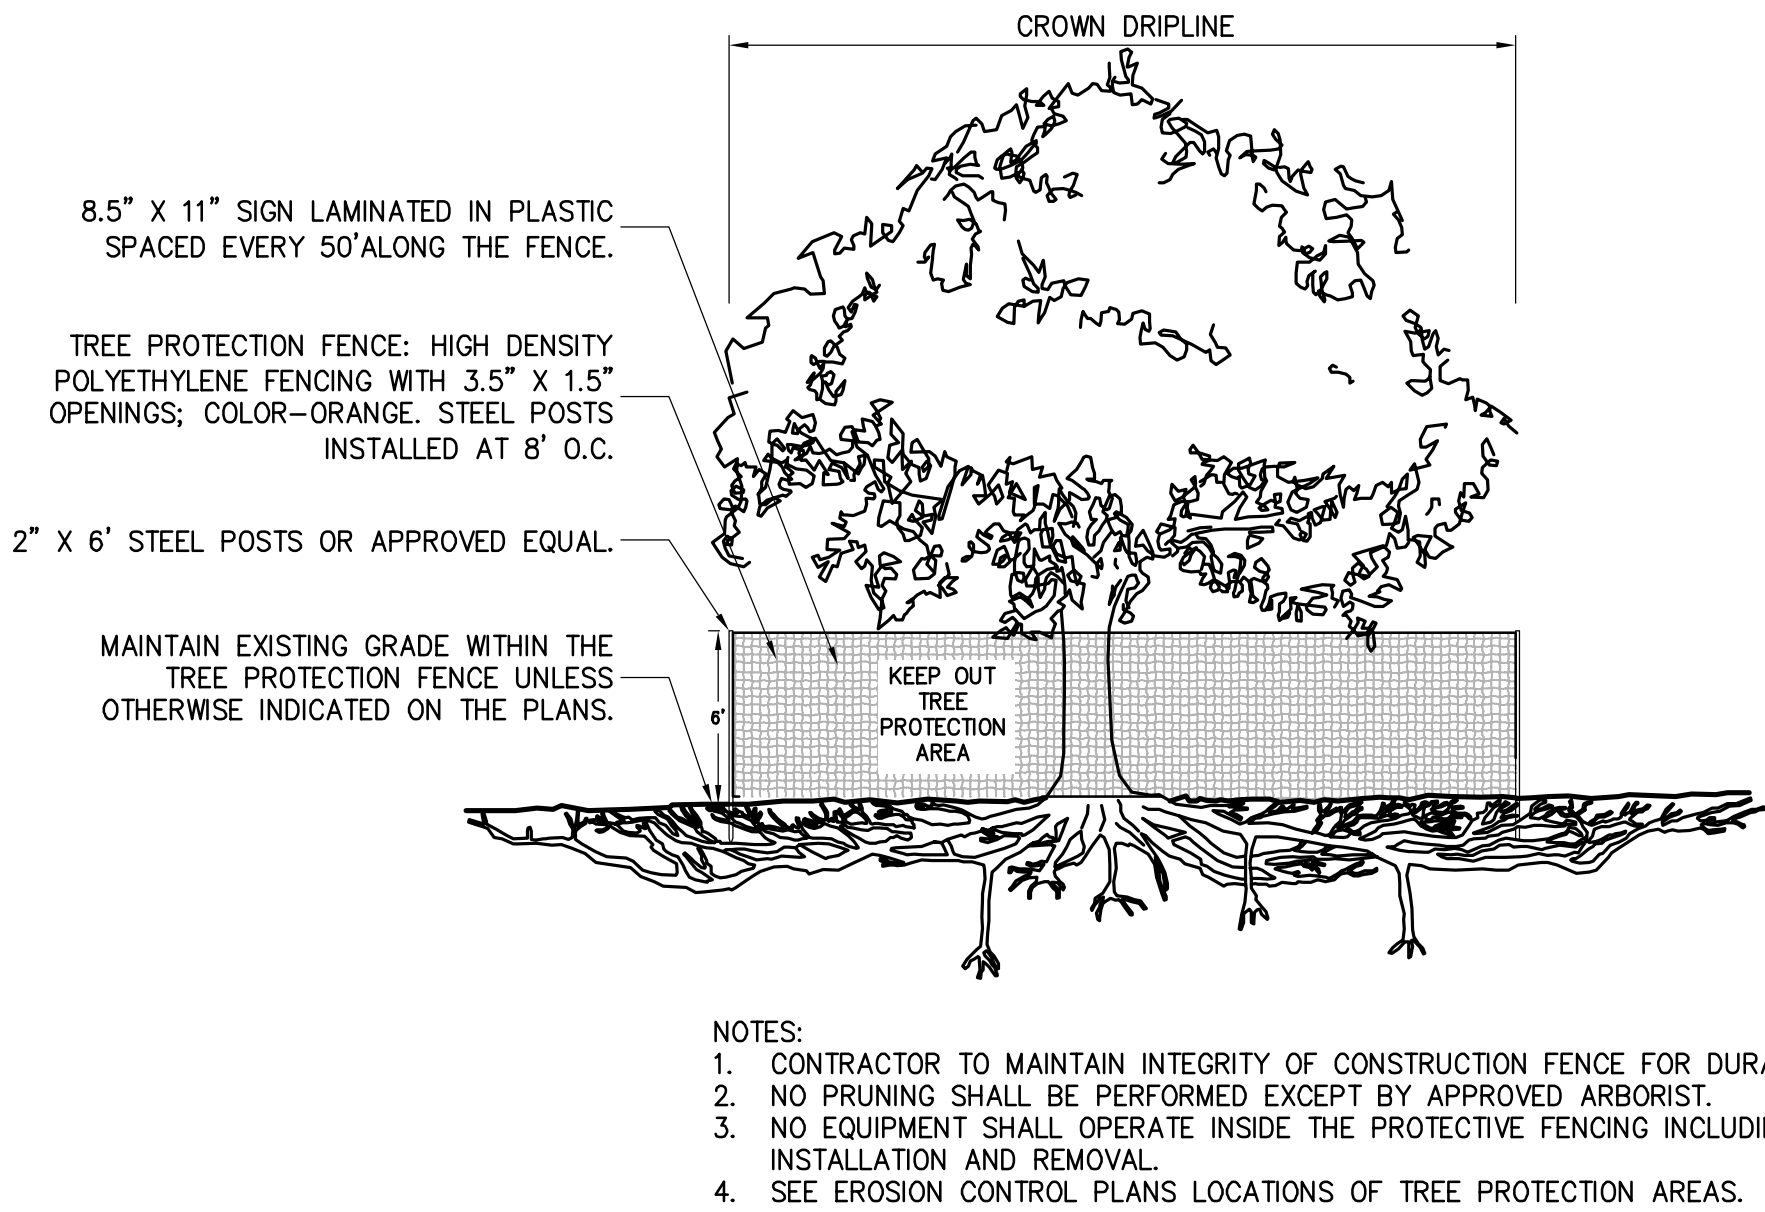 CROWN DRIPLINE
8.5” X 11” SIGN LAMINATED IN PLASTIC
SPACED EVERY 50’ALONG THE FENCE.
TREE PROTECTION FENCE: HIGH DENSITY
POLYETHYLENE FENCING WITH 3.5” X 1.5”
OPENINGS; COLOR–ORANGE. STEEL POSTS
INSTALLED AT 8’ O.C.
2” X 6’ STEEL POSTS OR APPROVED EQUAL.
MAINTAIN EXISTING GRADE WITHIN THE
TREE PROTECTION FENCE UNLESS
OTHERWISE INDICATED ON THE PLANS.
6’
KEEP OUT
TREE
PROTECTION
AREA
NOTES:
1. CONTRACTOR TO MAINTAIN INTEGRITY OF CONSTRUCTION FENCE FOR
2. NO PRUNING SHALL BE PERFORMED EXCEPT BY APPROVED ARBORIST.
3. NO EQUIPMENT SHALL OPERATE INSIDE THE PROTECTIVE FENCING
INSTALLATION AND REMOVAL.
4. SEE EROSION CONTROL PLANS LOCATIONS OF TREE PROTECTION AREAS.